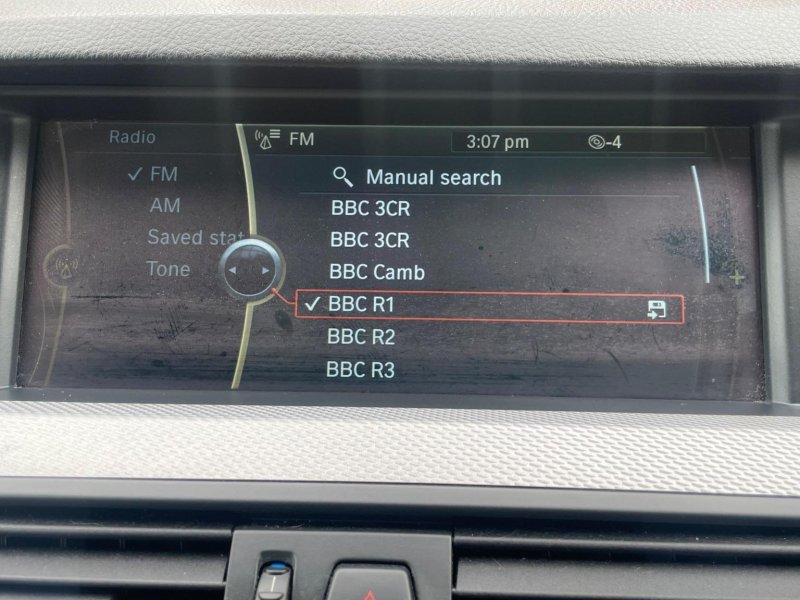 Radio
FM 3:07 pm -4
FM
AM
Saved stat
Tone
Manual search
BBC 3CR
BBC 3CR
BBC Camb
BBC R1
BBC R2
BBC R3